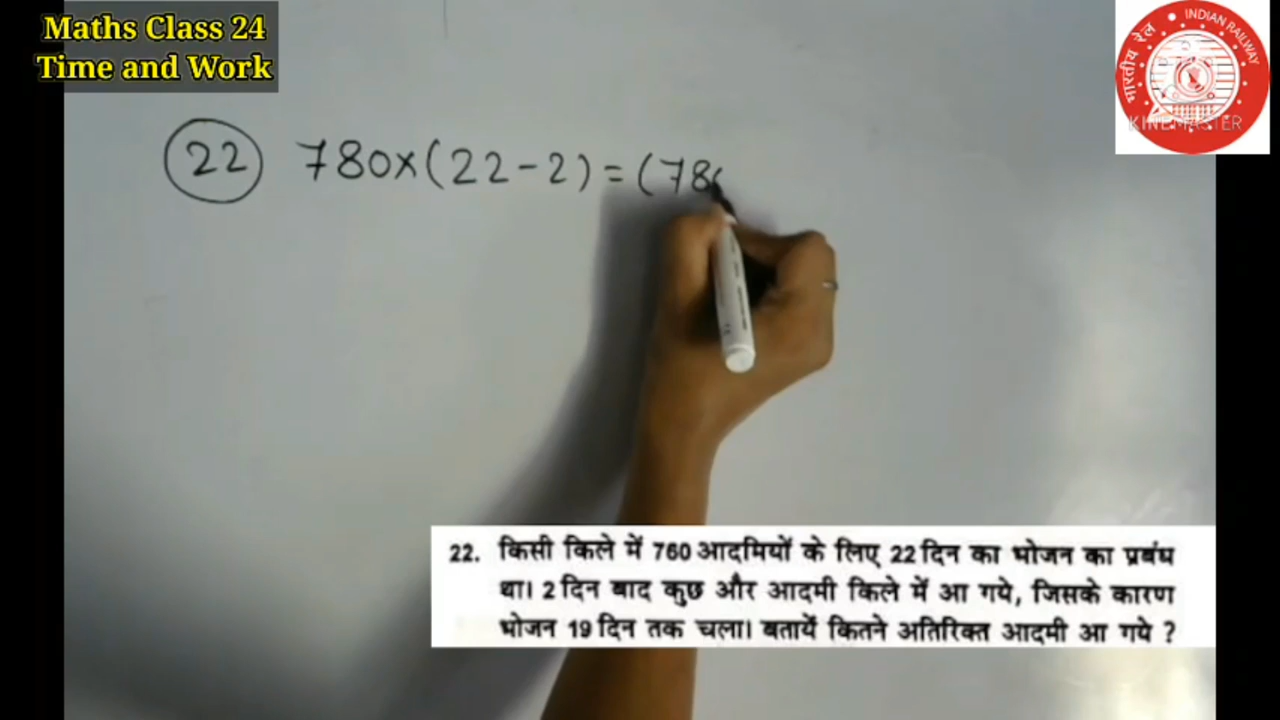 Maths Class 24
Time and Work
भारतीय रेल
INDIAN RAILWAY
KINEMASTER
22 780×(22-2)=(78
22. किसी किले में 760 आदमियों के लिए 22 दिन का भोजन का प्रबंध
था। 2 दिन बाद कुछ और आदमी किले में आ गये, जिसके कारण
भोजन 19 दिन तक चला। बतायें कितने अतिरिक्त आदमी आ गये ?